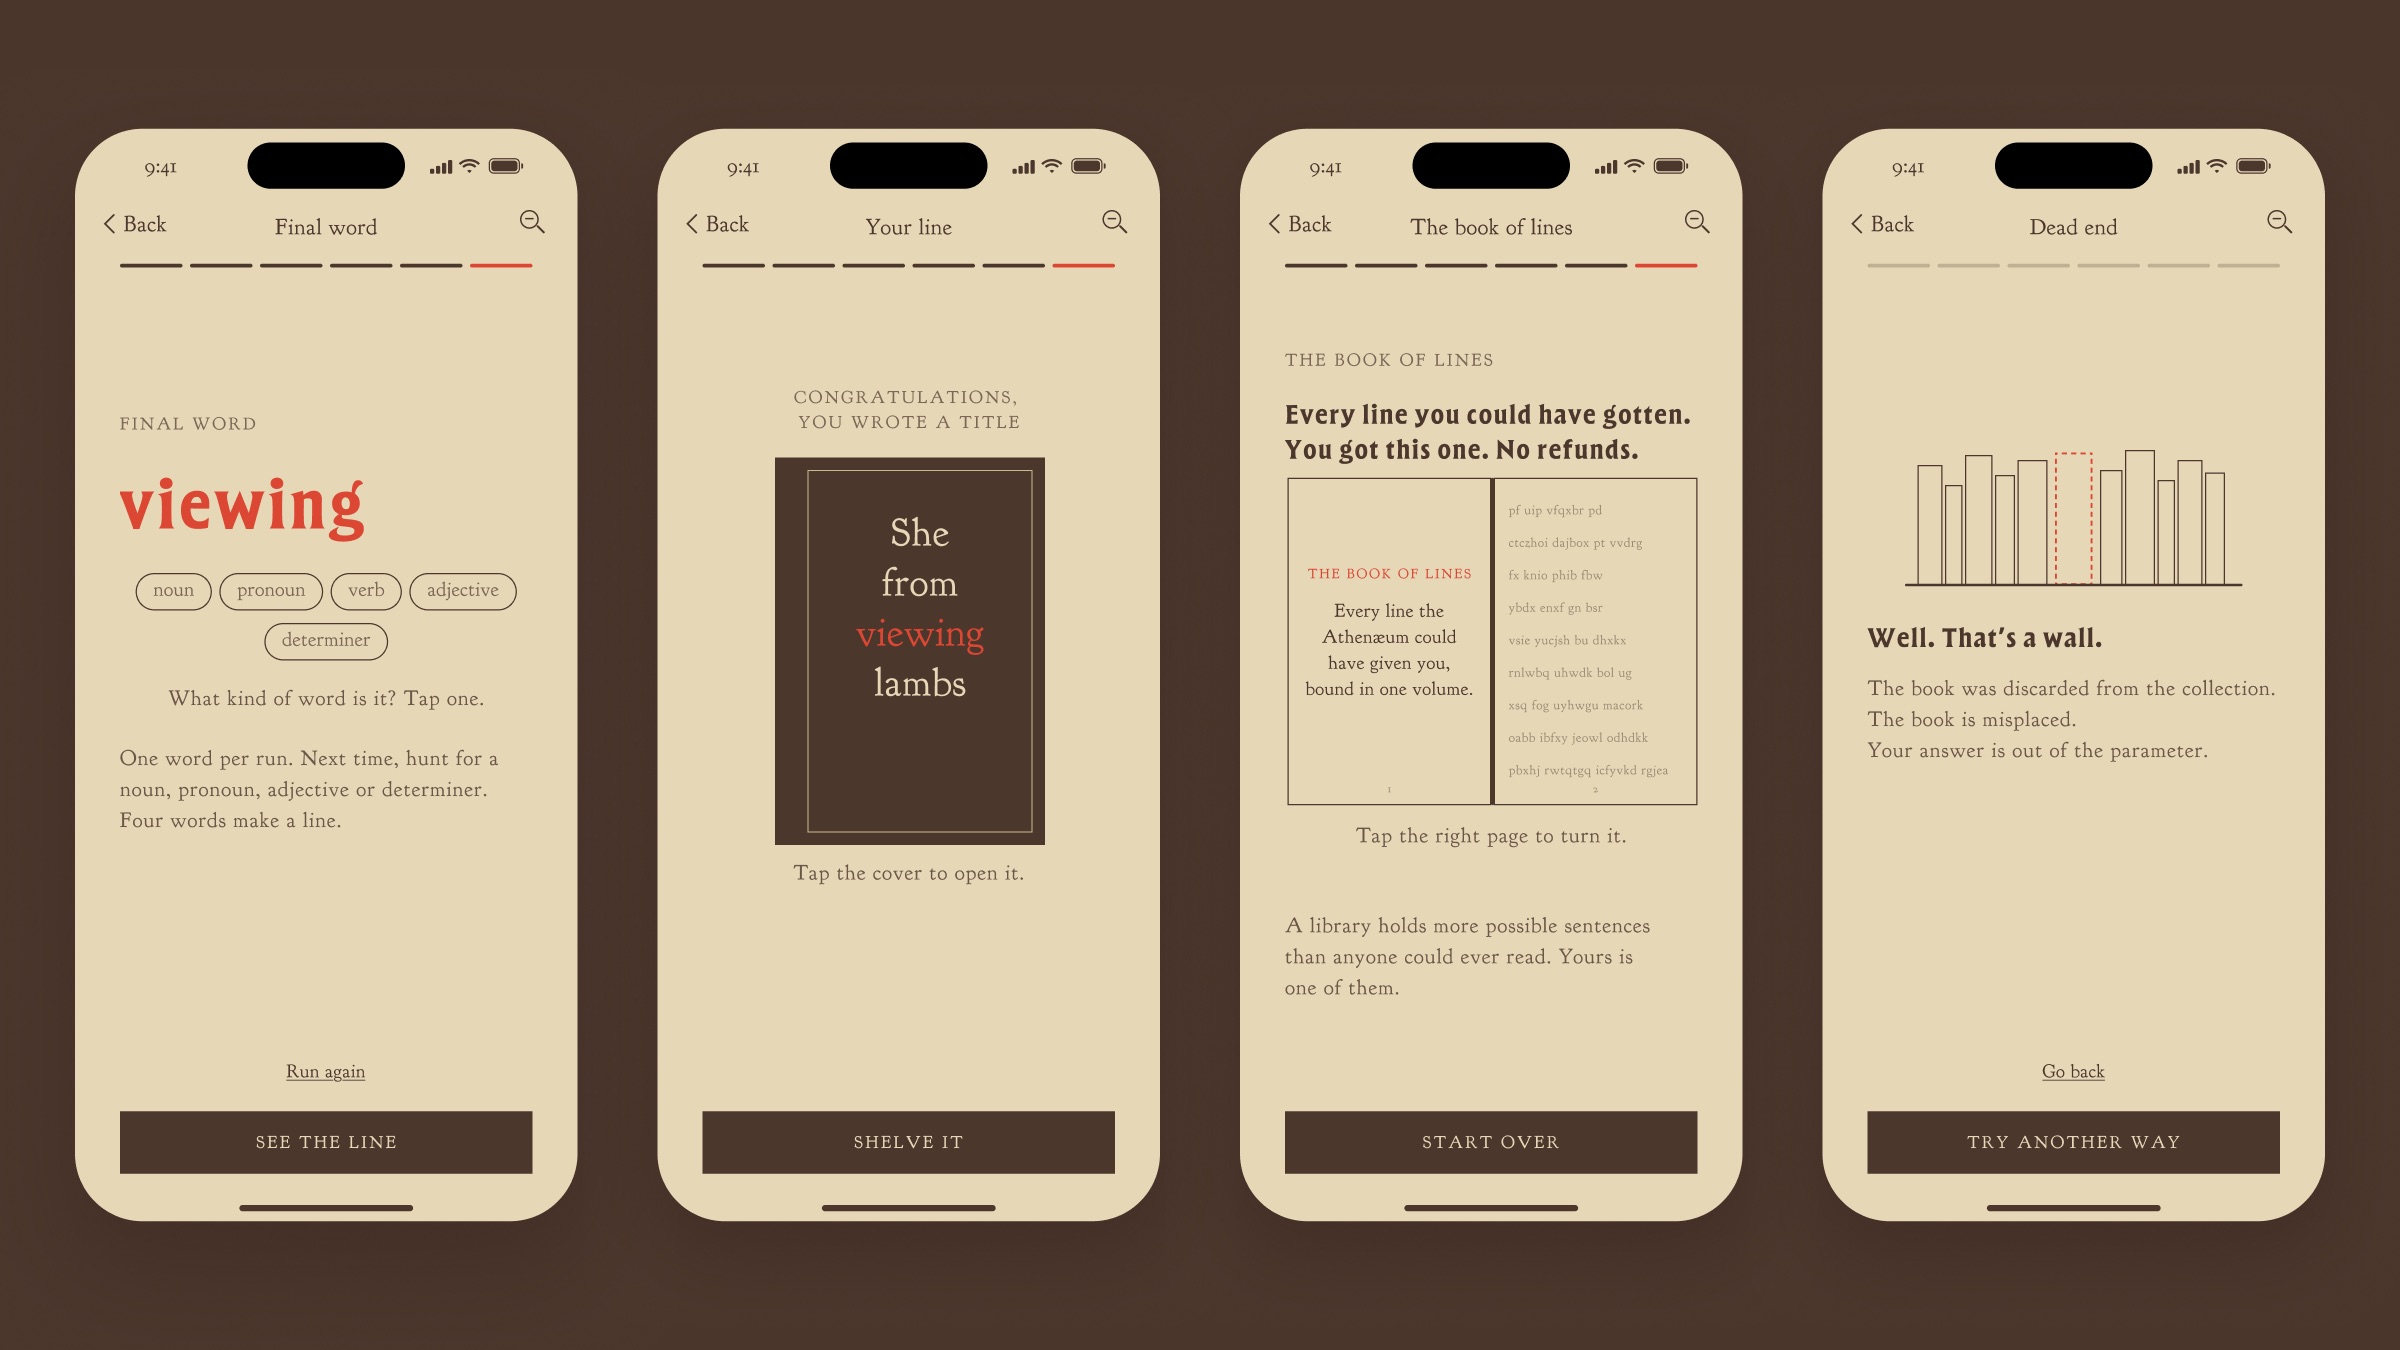 9:41
Back
Final word
FINAL WORD
viewing
noun pronoun verb adjective
determiner
What kind of word is it? Tap one.
One word per run. Next time, hunt for a
noun, pronoun, adjective or determiner.
Four words make a line.
Run again
SEE THE LINE
9:41
Back
Your line
CONGRATULATIONS,
YOU WROTE A TITLE
She
from
viewing
lambs
Tap the cover to open it.
SHELVE IT
9:41
Back
The book of lines
THE BOOK OF LINES
Every line you could have gotten.
You got this one. No refunds.
THE BOOK OF LINES
Every line the
Athenæum could
have given you,
bound in one volume.
1
pf uip vfqxbr pd
ctczhoi dajbox pt vvdrg
fx knio phib fbw
ybdx enxf gn bsr
vsie yucjsh bu dhxkx
rnlwbq uhwdk bol ug
xsq fog uyhwgu macork
oabb ibfxy jeowl odhdkk
pbxhj rwtqtgq icfyvkd rgjea
2
Tap the right page to turn it.
A library holds more possible sentences
than anyone could ever read. Yours is
one of them.
START OVER
9:41
Back
Dead end
Well. That's a wall.
The book was discarded from the collection.
The book is misplaced.
Your answer is out of the parameter.
Go back
TRY ANOTHER WAY